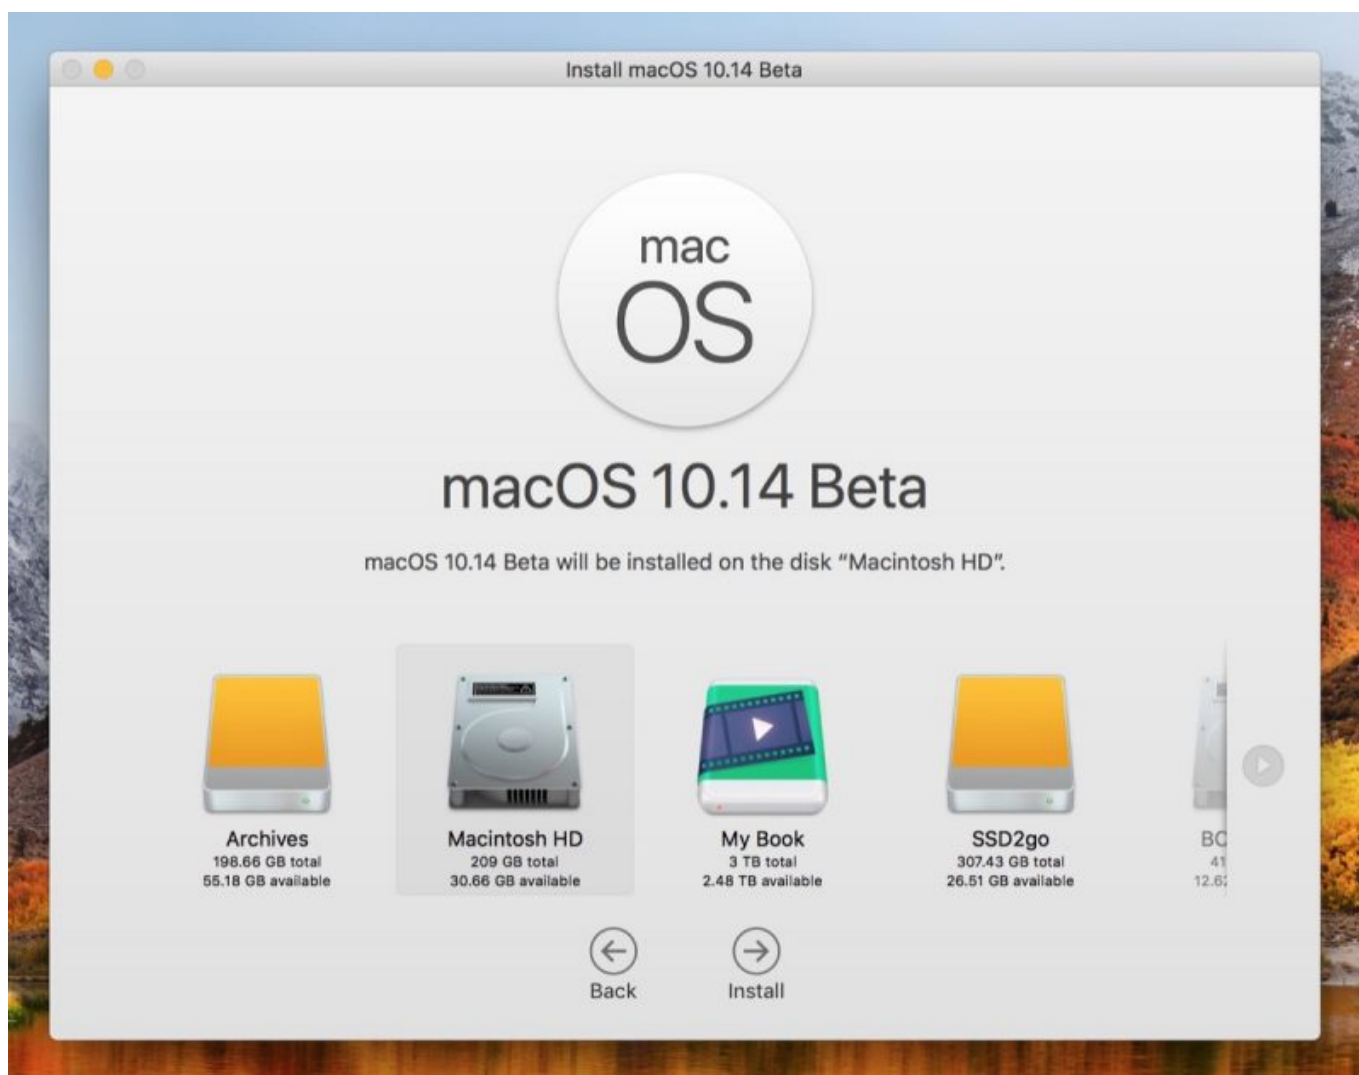 Install macOS 10.14 Beta
mac
OS
macOS 10.14 Beta
macOS 10.14 Beta will be installed on the disk “Macintosh HD”.
Archives
198.66 GB total
55.18 GB available
Macintosh HD
209 GB total
30.66 GB available
My Book
3 TB total
2.48 TB available
SSD2go
307.43 GB total
26.51 GB available
Back
Install